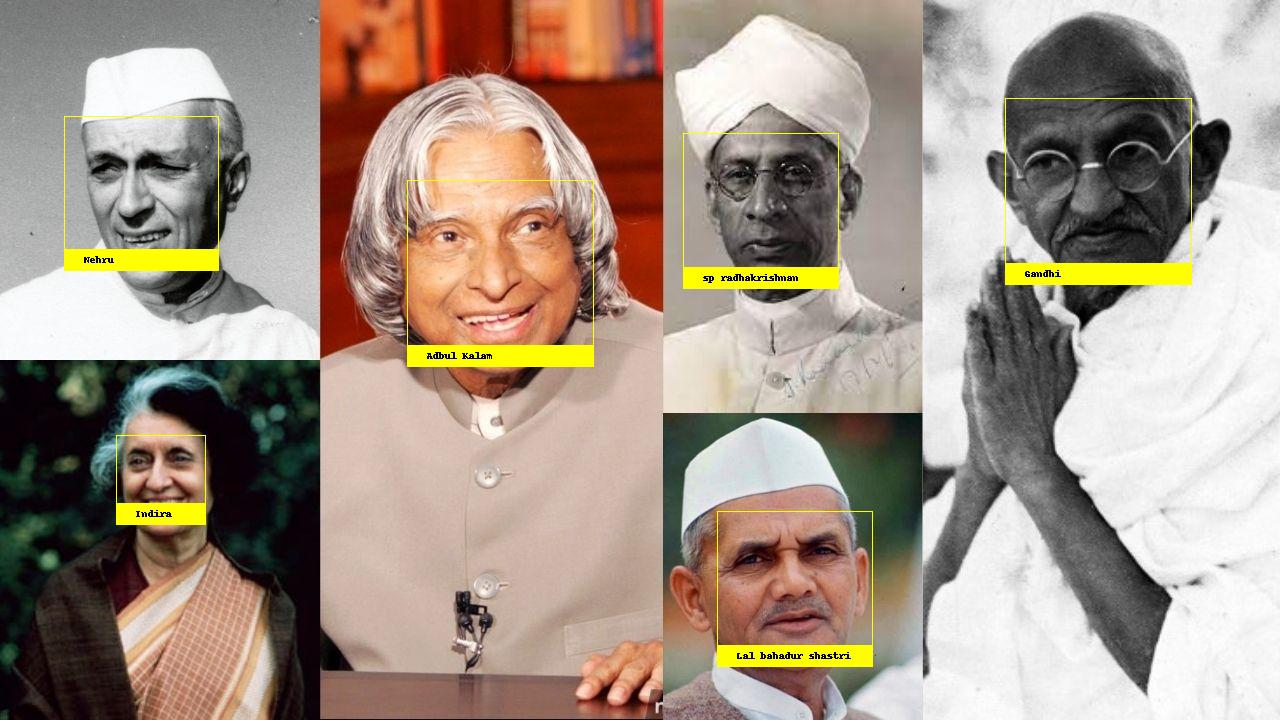 Nehru
Adbul Kalam
sp radhakrishnan
Gandhi
Indira
Lal bahadur shastri